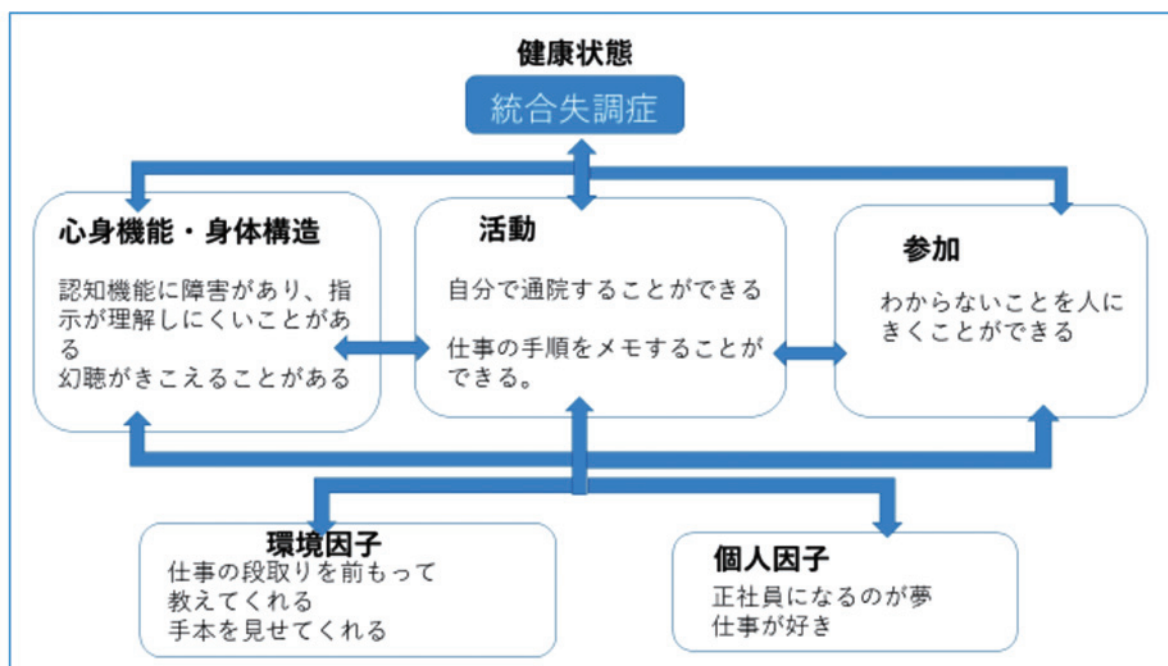 健康状態
統合失調症
心身機能・身体構造
認知機能に障害があり、指
示が理解しにくいことがあ
る
幻聴がきこえることがある
活動
自分で通院することができる
仕事の手順をメモすることが
できる。
参加
わからないことを人に
きくことができる
環境因子
仕事の段取りを前もって
教えてくれる
手本を見せてくれる
個人因子
正社員になるのが夢
仕事が好き